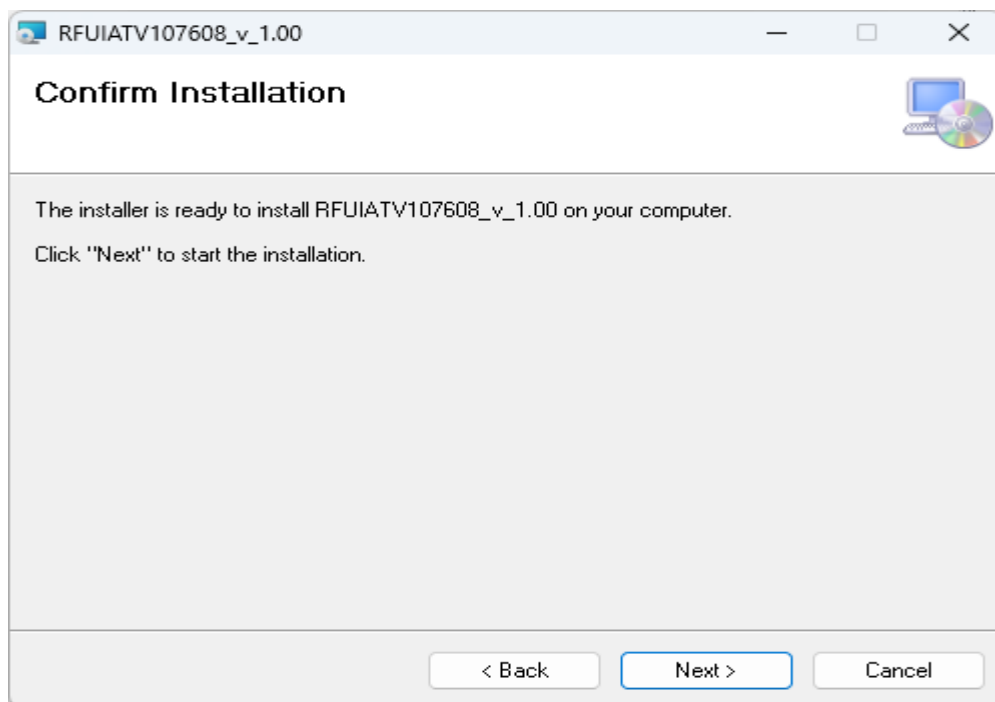 RFUIATV107608_v_1.00
Confirm Installation
The installer is ready to install RFUIATV107608_v_1.00 on your computer.
Click "Next" to start the installation.
< Back
Next >
Cancel